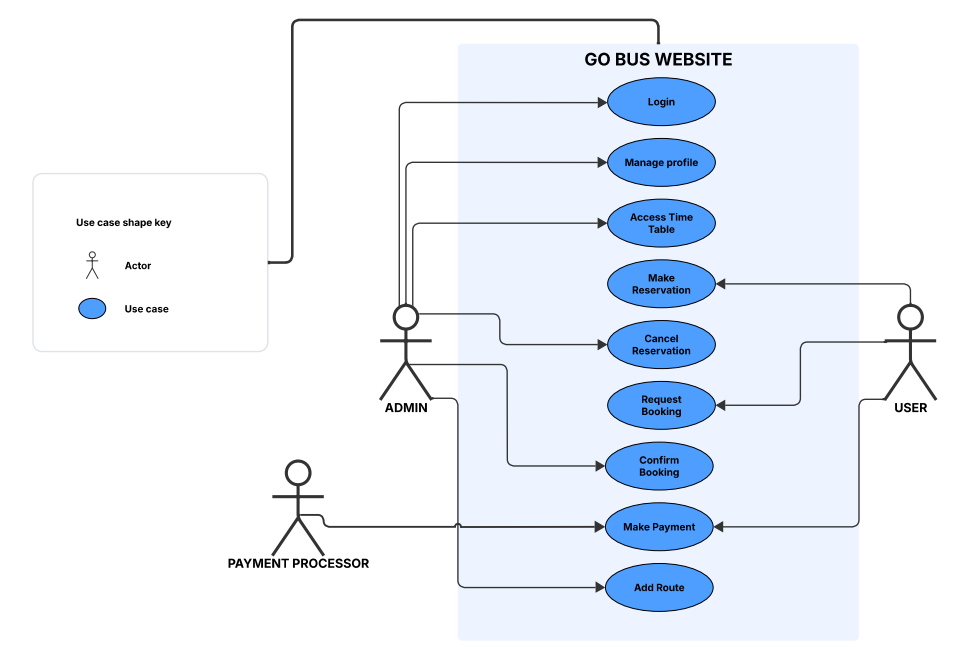 GO BUS WEBSITE
Login
Manage profile
Access Time
Table
Make
Reservation
Cancel
Reservation
Request
Booking
Confirm
Booking
Make Payment
Add Route
Use case shape key
Actor
Use case
ADMIN
USER
PAYMENT PROCESSOR